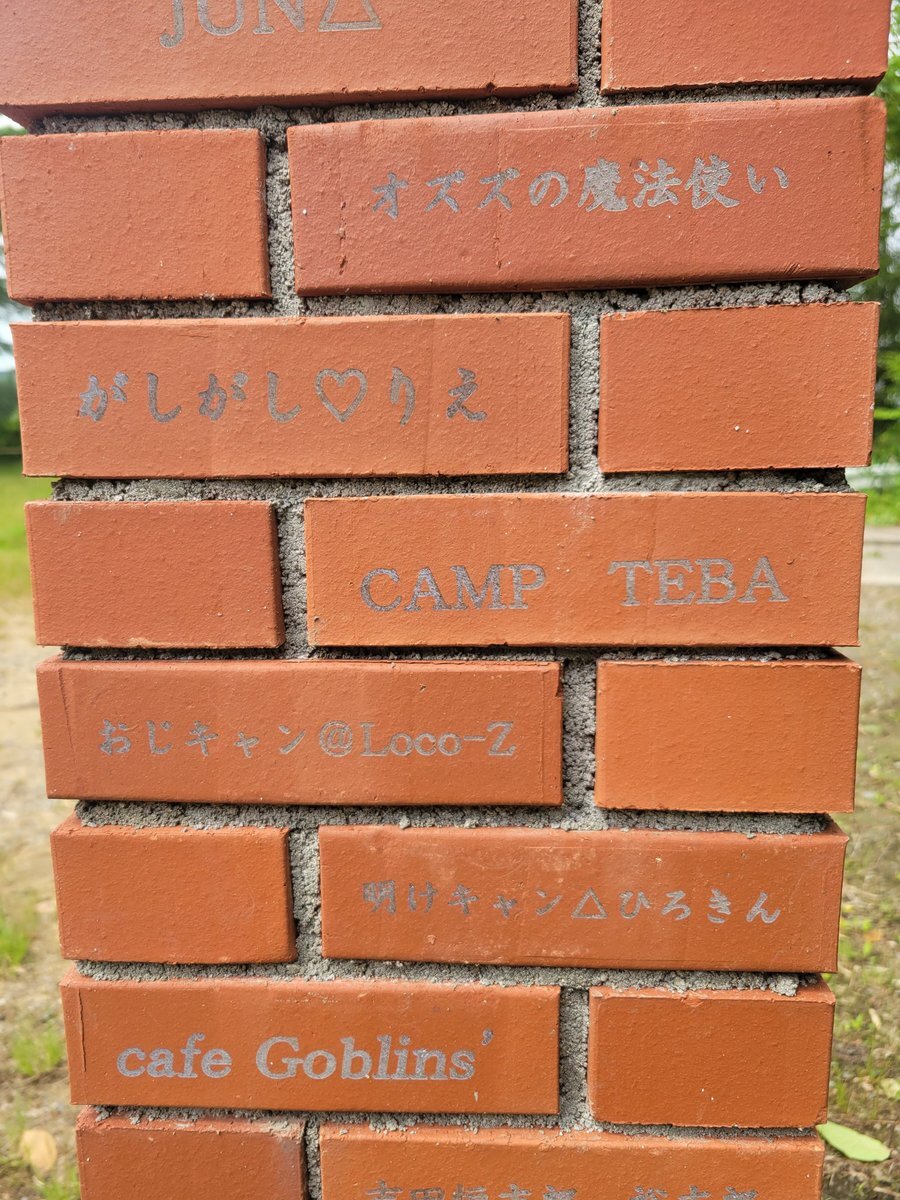 JUN△
オズズの魔法使い
がしがし♡りえ
CAMP TEBA
おじキャン@Loco-Z
明けキャン△ひろきん
cafe Goblins’